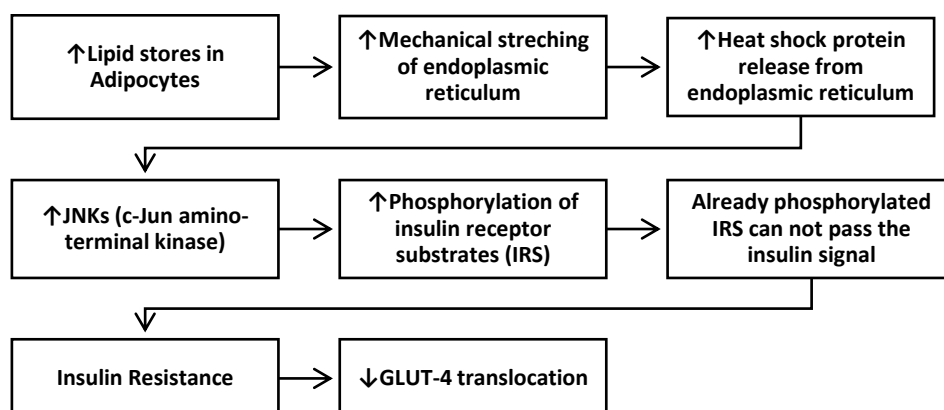 ↑Lipid stores in
Adipocytes
↑Mechanical streching
of endoplasmic
reticulum
↑Heat shock protein
release from
endoplasmic reticulum
↑JNKs (c-Jun amino-
terminal kinase)
↑Phosphorylation of
insulin receptor
substrates (IRS)
Already phosphorylated
IRS can not pass the
insulin signal
Insulin Resistance
↓GLUT-4 translocation